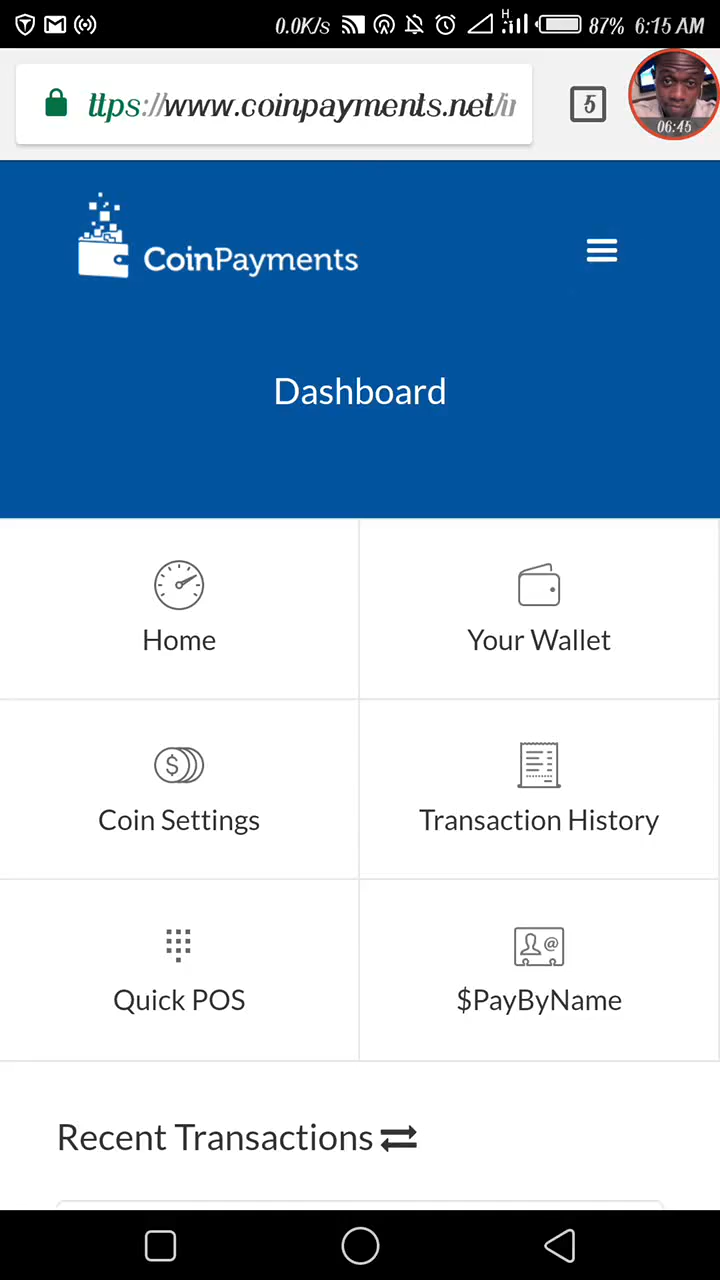 0.0K/s H 87% 6:15 AM
ttps://www.coinpayments.net/in
5
06:45
CoinPayments
Dashboard
Home
Your Wallet
Coin Settings
Transaction History
Quick POS
$PayByName
Recent Transactions